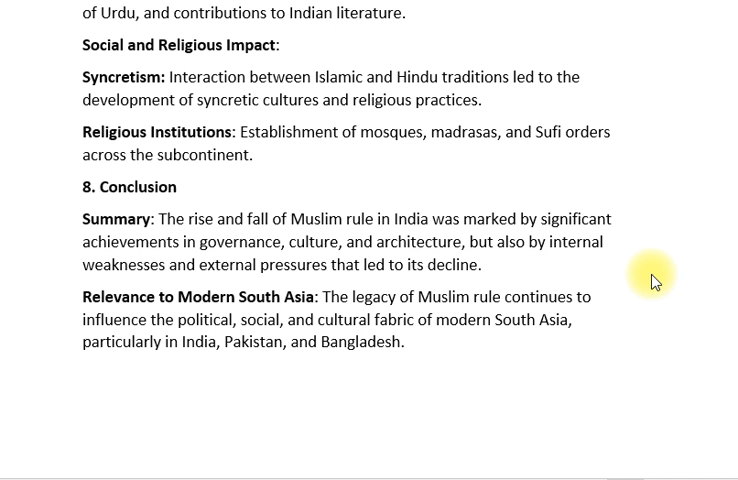 of Urdu, and contributions to Indian literature.
Social and Religious Impact:
Syncretism: Interaction between Islamic and Hindu traditions led to the
development of syncretic cultures and religious practices.
Religious Institutions: Establishment of mosques, madrasas, and Sufi orders
across the subcontinent.
8. Conclusion
Summary: The rise and fall of Muslim rule in India was marked by significant
achievements in governance, culture, and architecture, but also by internal
weaknesses and external pressures that led to its decline.
Relevance to Modern South Asia: The legacy of Muslim rule continues to
influence the political, social, and cultural fabric of modern South Asia,
particularly in India, Pakistan, and Bangladesh.